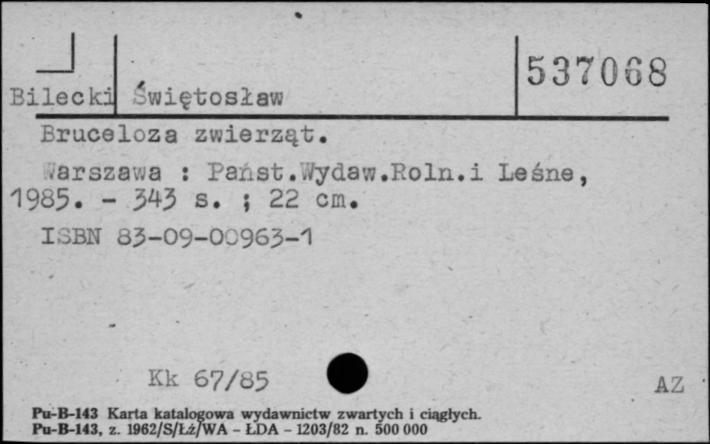 537068
Bilecki Świętosław
Bruceloza zwierząt.
Warszawa : Państ.Wydaw.Roln.i Leśne,
1985. - 343 s. ; 22 cm.
ISBN 83-09-00963-1
Kk 67/85
AZ
Pu-B-143 Karta katalogowa wydawnictw zwartych i ciągłych.
Pu-B-143, z. 1962/S/Łż/WA - ŁDA - 1203/82 n. 500 000